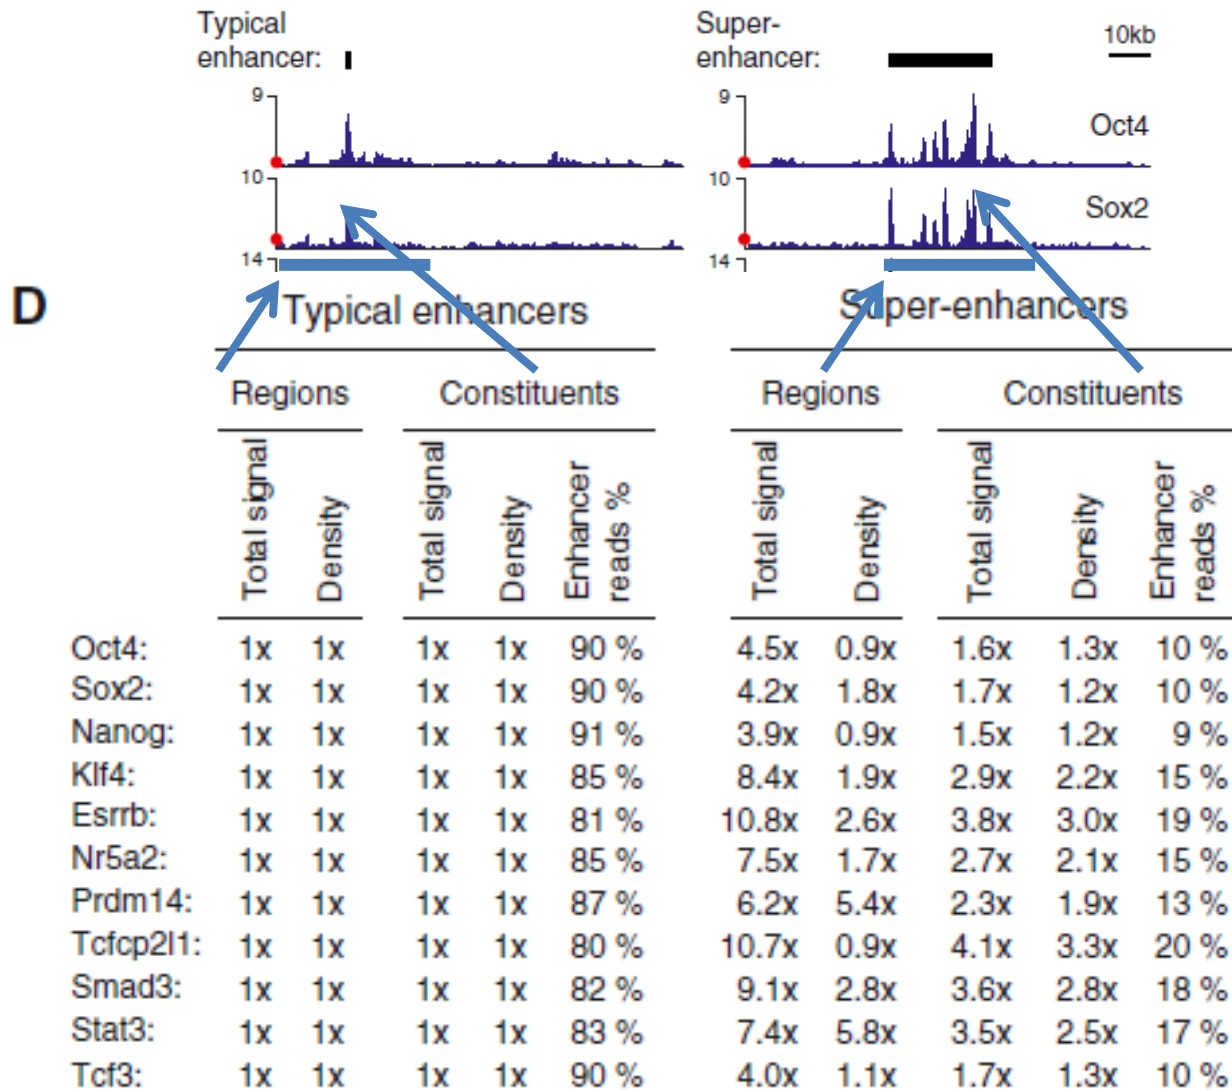 Typical
enhancer:
Super-
enhancer:
10kb
9
9
Oct4
10
10
Sox2
14
14
D
Typical enhancers
Super-enhancers
Regions
Constituents
Regions
Constituents
Total signal
Density
Total signal
Density
Enhancer
reads %
Total signal
Density
Total signal
Density
Enhancer
reads %
Oct4: 1x 1x 1x 1x 90 % 4.5x 0.9x 1.6x 1.3x 10 %
Sox2: 1x 1x 1x 1x 90 % 4.2x 1.8x 1.7x 1.2x 10 %
Nanog: 1x 1x 1x 1x 91 % 3.9x 0.9x 1.5x 1.2x 9 %
Klf4: 1x 1x 1x 1x 85 % 8.4x 1.9x 2.9x 2.2x 15 %
Esrrb: 1x 1x 1x 1x 81 % 10.8x 2.6x 3.8x 3.0x 19 %
Nr5a2: 1x 1x 1x 1x 85 % 7.5x 1.7x 2.7x 2.1x 15 %
Prdm14: 1x 1x 1x 1x 87 % 6.2x 5.4x 2.3x 1.9x 13 %
Tcfcp2l1: 1x 1x 1x 1x 80 % 10.7x 0.9x 4.1x 3.3x 20 %
Smad3: 1x 1x 1x 1x 82 % 9.1x 2.8x 3.6x 2.8x 18 %
Stat3: 1x 1x 1x 1x 83 % 7.4x 5.8x 3.5x 2.5x 17 %
Tcf3: 1x 1x 1x 1x 90 % 4.0x 1.1x 1.7x 1.3x 10 %